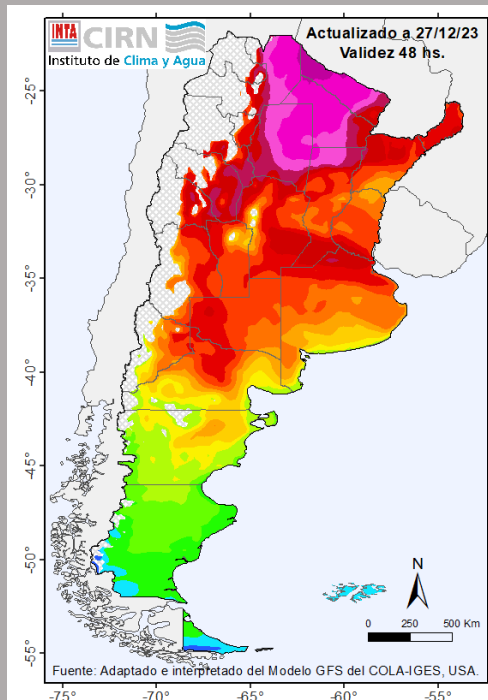 INTA CIRN
Instituto de Clima y Agua
Actualizado a 27/12/23
Validez 48 hs.
-25°
-30°
-35°
-40°
-45°
-50°
-55°
N
0 250 500 Km
Fuente: Adaptado e interpretado del Modelo GFS del COLA-IGES, USA.
-75° -70° -65° -60° -55°